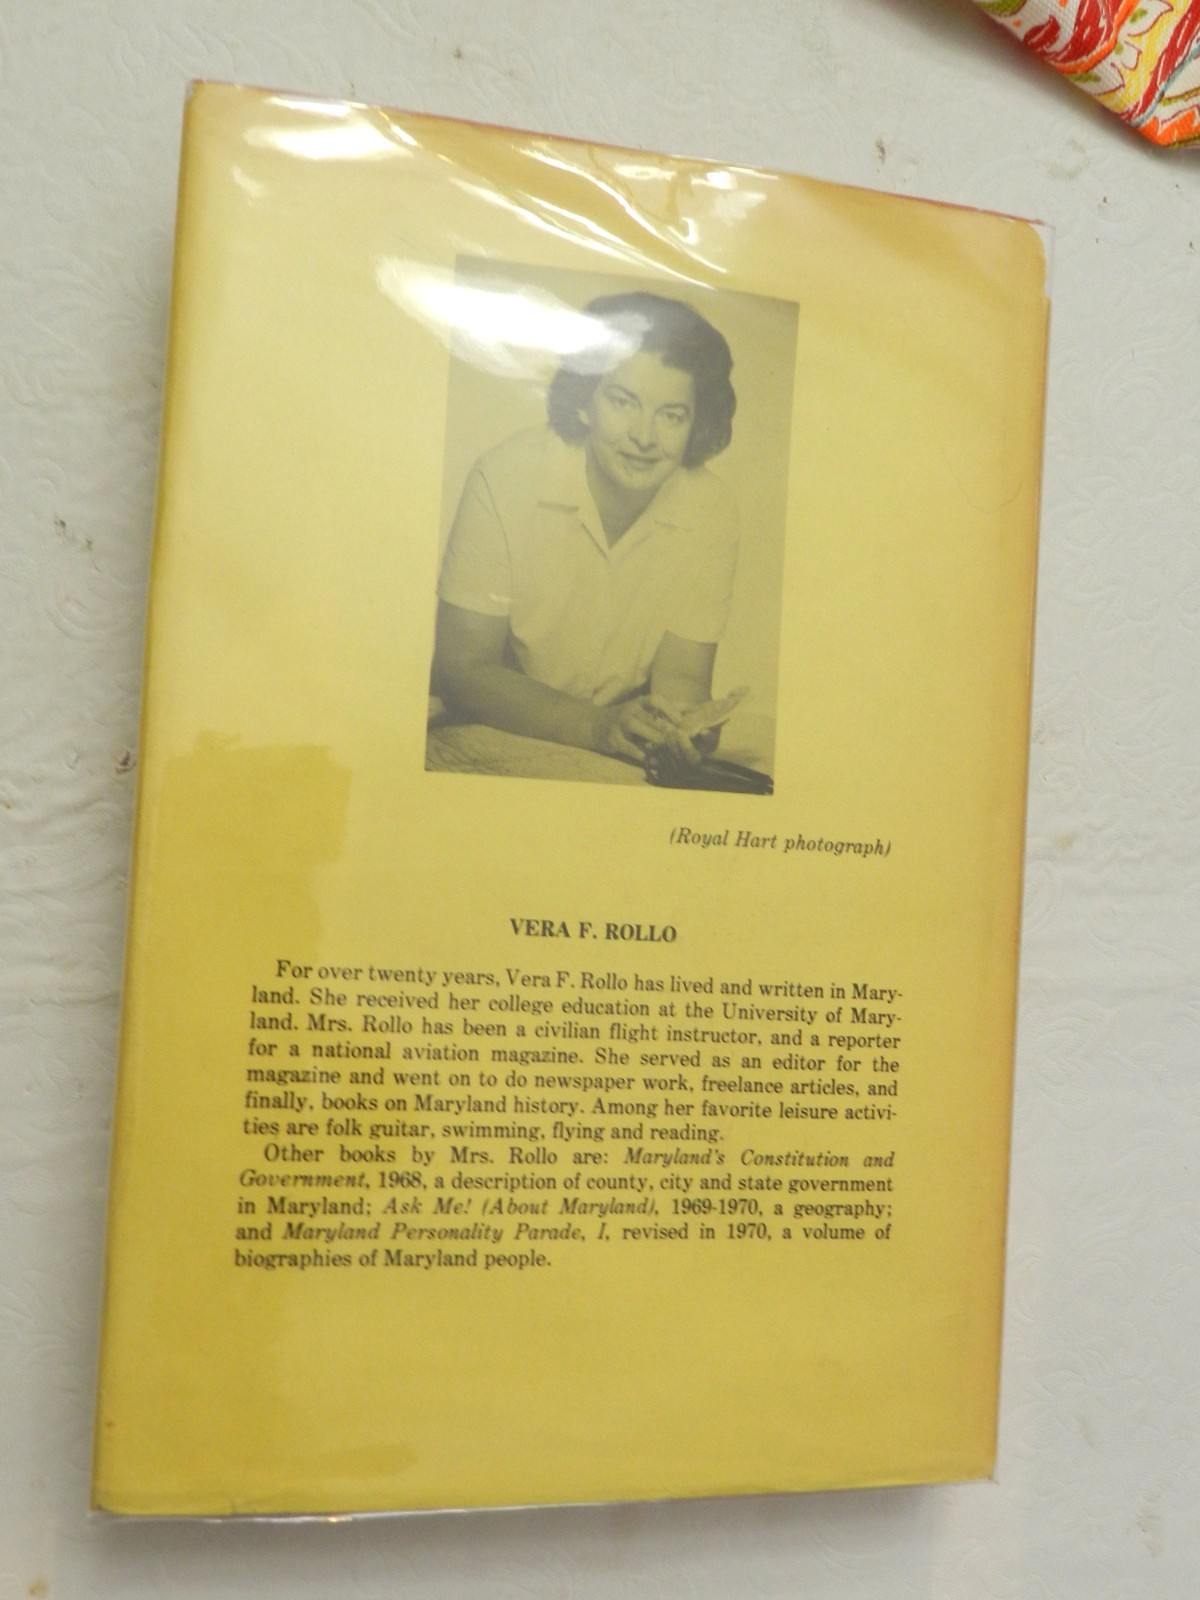 (Royal Hart photograph)
VERA F. ROLLO
For over twenty years, Vera F. Rollo has lived and written in Mary-
land. She received her college education at the University of Mary-
land. Mrs. Rollo has been a civilian flight instructor, and a reporter
for a national aviation magazine. She served as an editor for the
magazine and went on to do newspaper work, freelance articles, and
finally, books on Maryland history. Among her favorite leisure activi-
ties are folk guitar, swimming, flying and reading.
Other books by Mrs. Rollo are: Maryland's Constitution and
Government, 1968, a description of county, city and state government
in Maryland; Ask Me! (About Maryland), 1969-1970, a geography;
and Maryland Personality Parade, I, revised in 1970, a volume of
biographies of Maryland people.